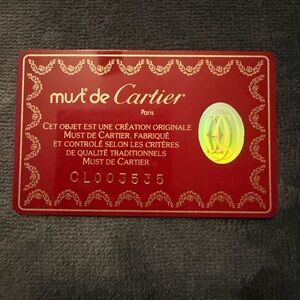 must de Cartier
Paris
CET OBJET EST UNE CRÉATION ORIGINALE
MUST DE CARTIER, FABRIQUÉ
ET CONTROLÉ SELON LES CRITÈRES
DE QUALITÉ TRADITIONNELS
MUST DE CARTIER
CL003535